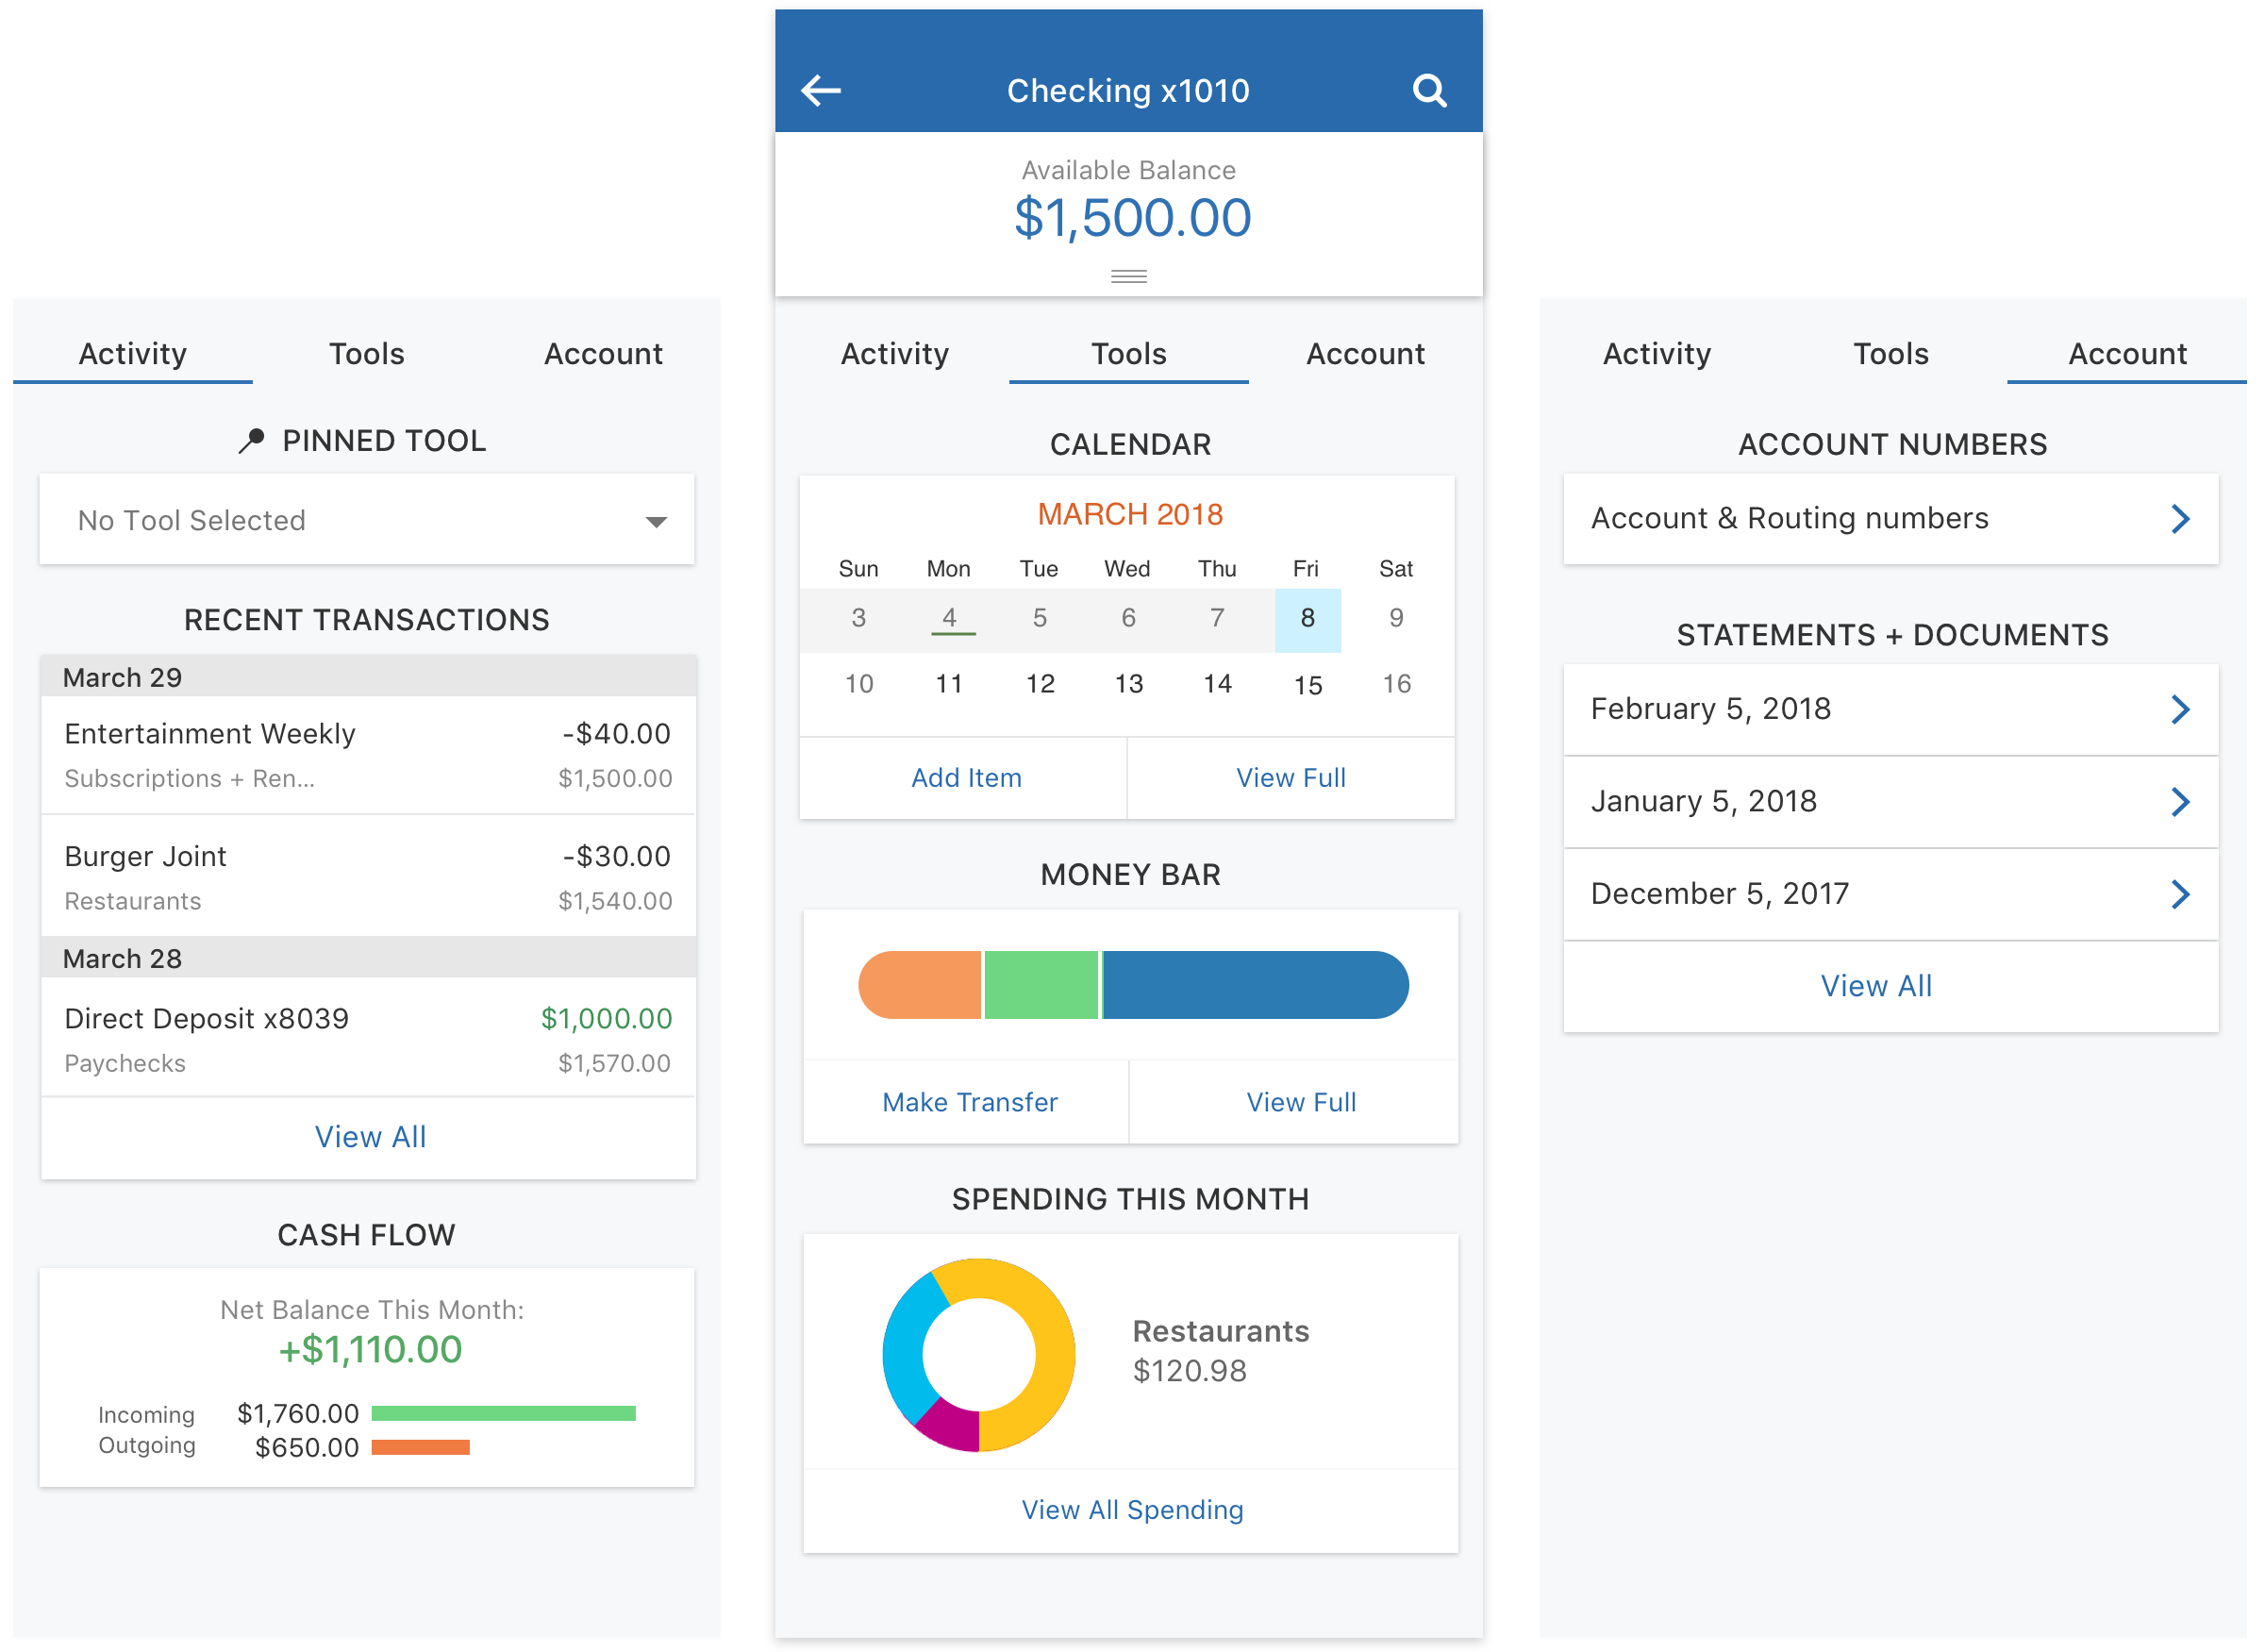 Activity Tools Account
PINNED TOOL
No Tool Selected
RECENT TRANSACTIONS
March 29
Entertainment Weekly -$40.00
Subscriptions + Ren... $1,500.00
Burger Joint -$30.00
Restaurants $1,540.00
March 28
Direct Deposit x8039 $1,000.00
Paychecks $1,570.00
View All
CASH FLOW
Net Balance This Month:
+$1,110.00
Incoming $1,760.00
Outgoing $650.00
Checking x1010
Available Balance
$1,500.00
Activity Tools Account
CALENDAR
MARCH 2018
Sun Mon Tue Wed Thu Fri Sat
3 4 5 6 7 8 9
10 11 12 13 14 15 16
Add Item View Full
MONEY BAR
Make Transfer View Full
SPENDING THIS MONTH
Restaurants
$120.98
View All Spending
Activity Tools Account
ACCOUNT NUMBERS
Account & Routing numbers
STATEMENTS + DOCUMENTS
February 5, 2018
January 5, 2018
December 5, 2017
View All